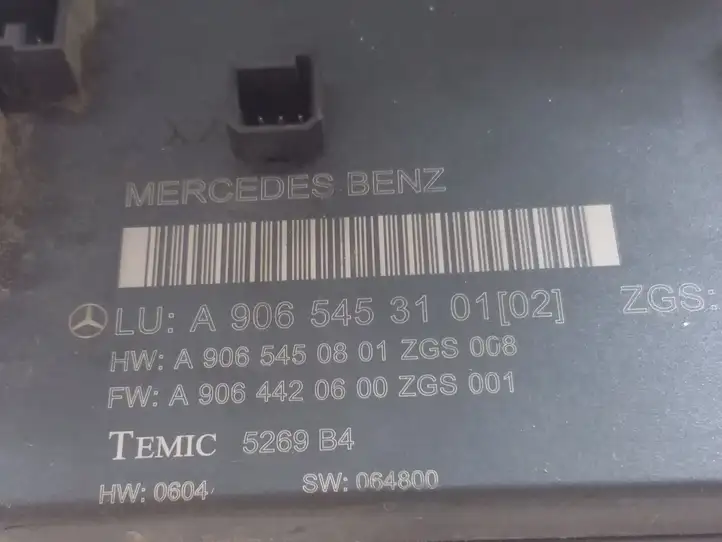 MERCEDES BENZ
LU: A 906 545 31 01[02] ZGS:
HW: A 906 545 08 01 ZGS 008
FW: A 906 442 06 00 ZGS 001
TEMIC 5269 B4
HW: 0604 SW: 064800